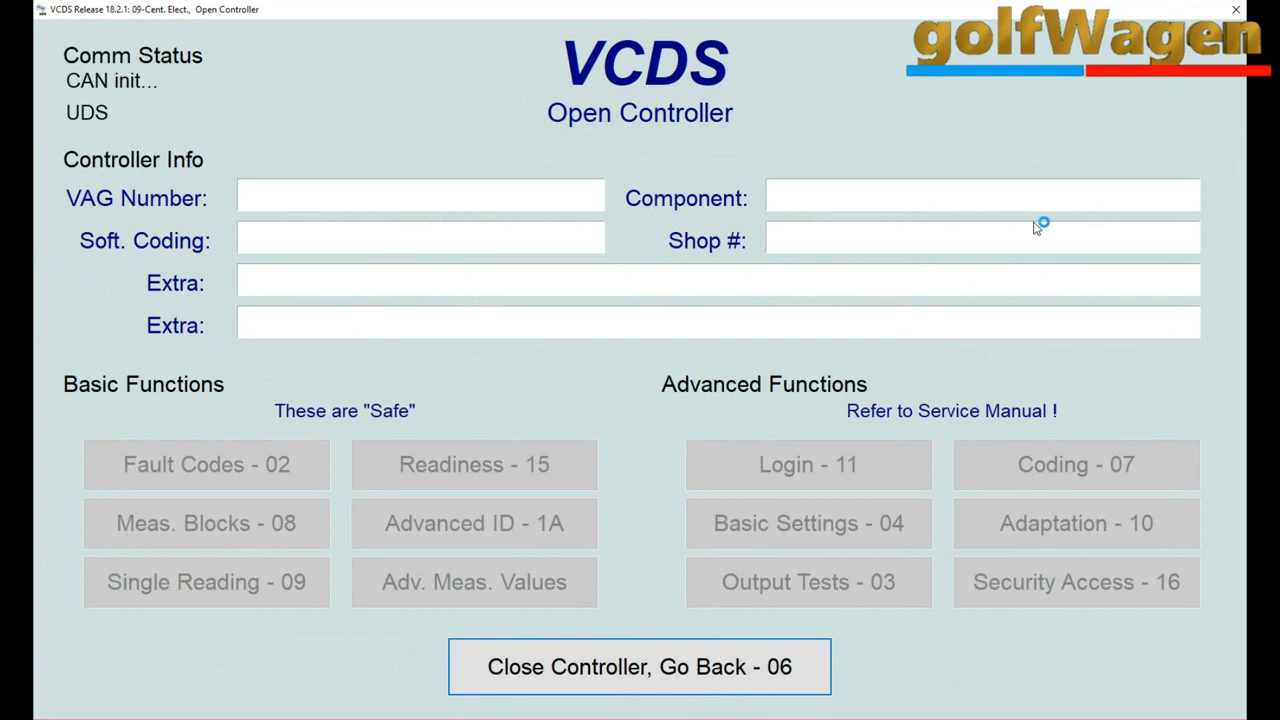 VCDS Release 18.2.1: 09-Cent. Elect., Open Controller
golfWagen
Comm Status
CAN init...
UDS
VCDS
Open Controller
Controller Info
VAG Number:
Component:
Soft. Coding:
Shop #:
Extra:
Extra:
Basic Functions
Advanced Functions
These are "Safe"
Refer to Service Manual !
Fault Codes - 02
Readiness - 15
Login - 11
Coding - 07
Meas. Blocks - 08
Advanced ID - 1A
Basic Settings - 04
Adaptation - 10
Single Reading - 09
Adv. Meas. Values
Output Tests - 03
Security Access - 16
Close Controller, Go Back - 06